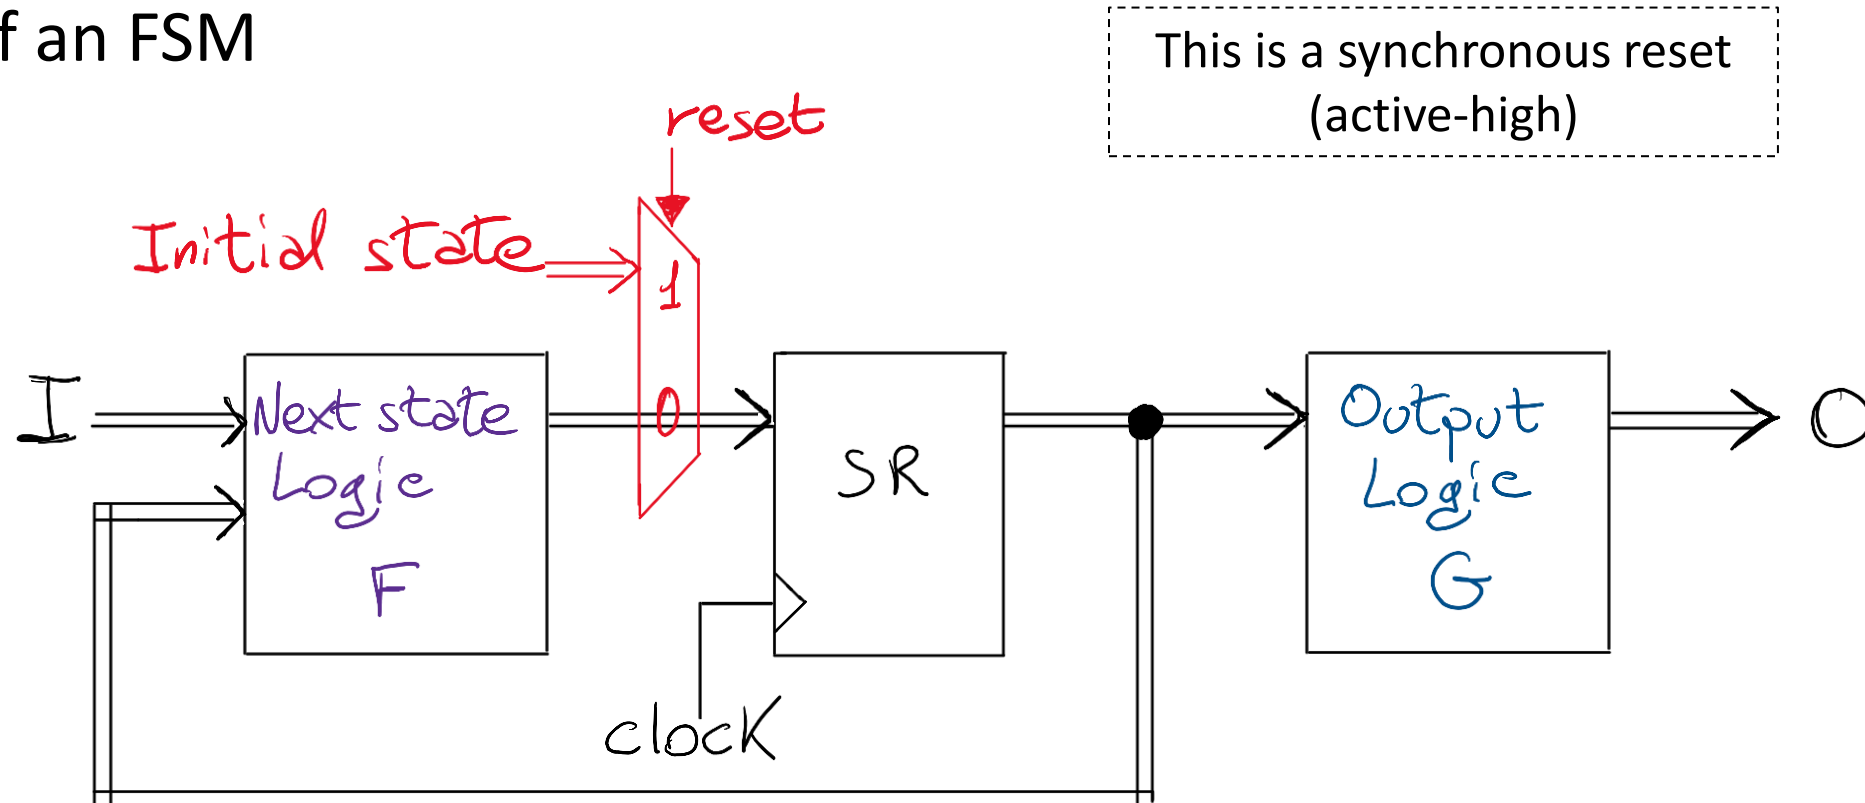 f an FSM
This is a synchronous reset
(active-high)
reset
Initial state
1
0
I
Next state
Logic
F
SR
clock
Output
Logic
G
O